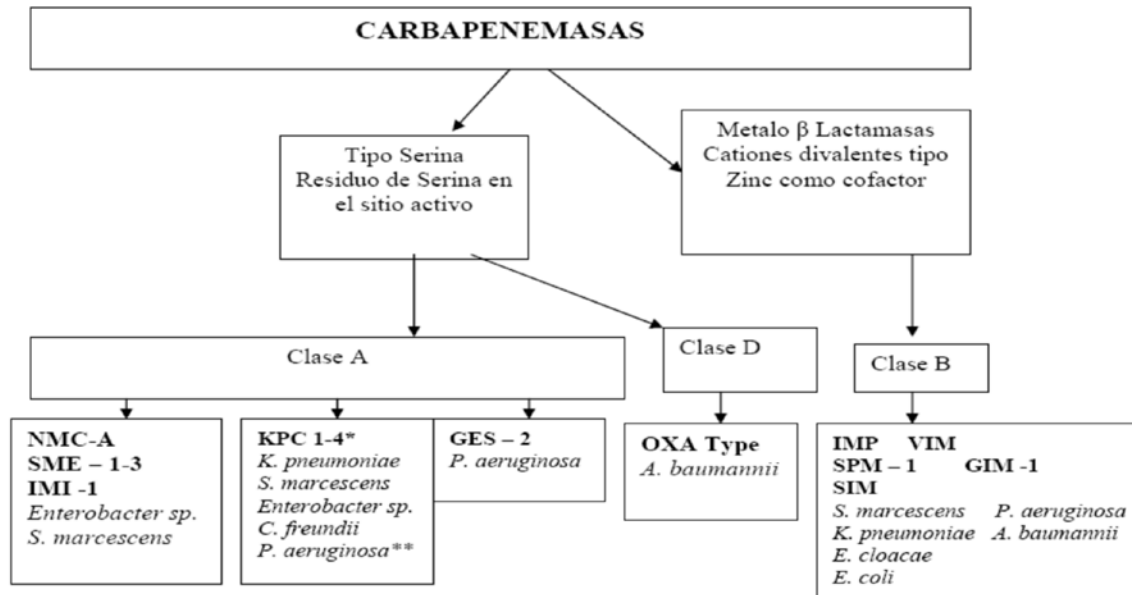 CARBAPENEMASAS
Tipo Serina
Residuo de Serina en
el sitio activo
Metalo β Lactamasas
Cationes divalentes tipo
Zinc como cofactor
Clase A
Clase D
Clase B
NMC-A
SME – 1-3
IMI -1
Enterobacter sp.
S. marcescens
KPC 1-4*
K. pneumoniae
S. marcescens
Enterobacter sp.
C. freundii
P. aeruginosa**
GES – 2
P. aeruginosa
OXA Type
A. baumannii
IMP VIM
SPM – 1 GIM -1
SIM
S. marcescens P. aeruginosa
K. pneumoniae A. baumannii
E. cloacae
E. coli